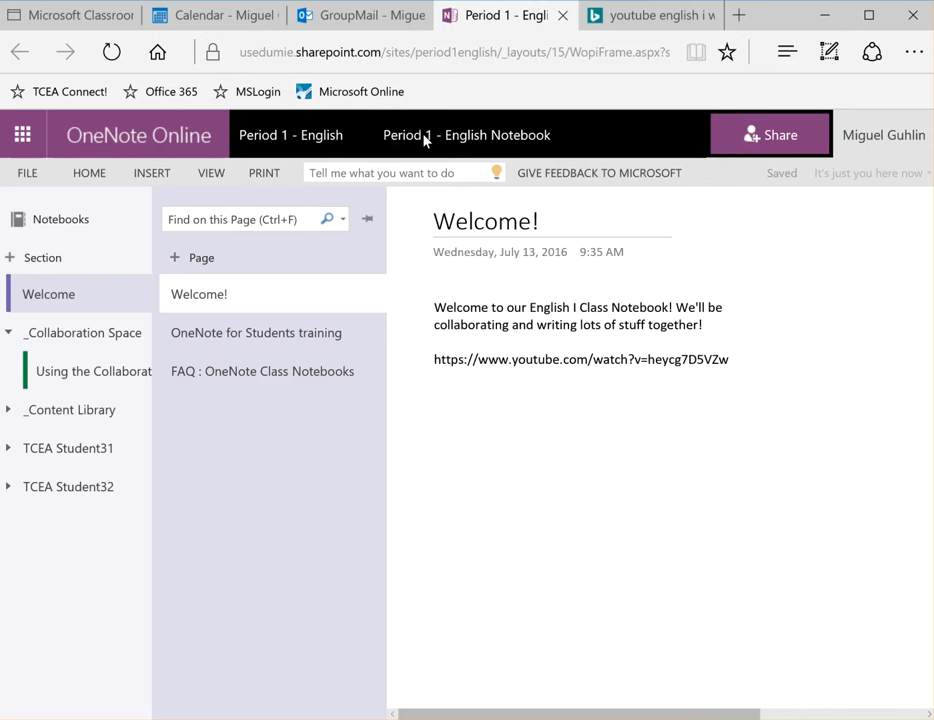 Microsoft Classroom
Calendar - Miguel
GroupMail - Migue
Period 1 - Engli
youtube english i w
usedumie.sharepoint.com/sites/period1english/_layouts/15/WopiFrame.aspx?s
TCEA Connect!
Office 365
MSLogin
Microsoft Online
OneNote Online
Period 1 - English
Period 1 - English Notebook
Share
Miguel Guhlin
FILE
HOME
INSERT
VIEW
PRINT
Tell me what you want to do
GIVE FEEDBACK TO MICROSOFT
Saved
It's just you here now
Notebooks
Find on this Page (Ctrl+F)
Section
Page
Welcome
_Collaboration Space
Using the Collaborat
_Content Library
TCEA Student31
TCEA Student32
Welcome!
OneNote for Students training
FAQ : OneNote Class Notebooks
Welcome!
Wednesday, July 13, 2016 9:35 AM
Welcome to our English I Class Notebook! We'll be
collaborating and writing lots of stuff together!
https://www.youtube.com/watch?v=heycg7D5VZw